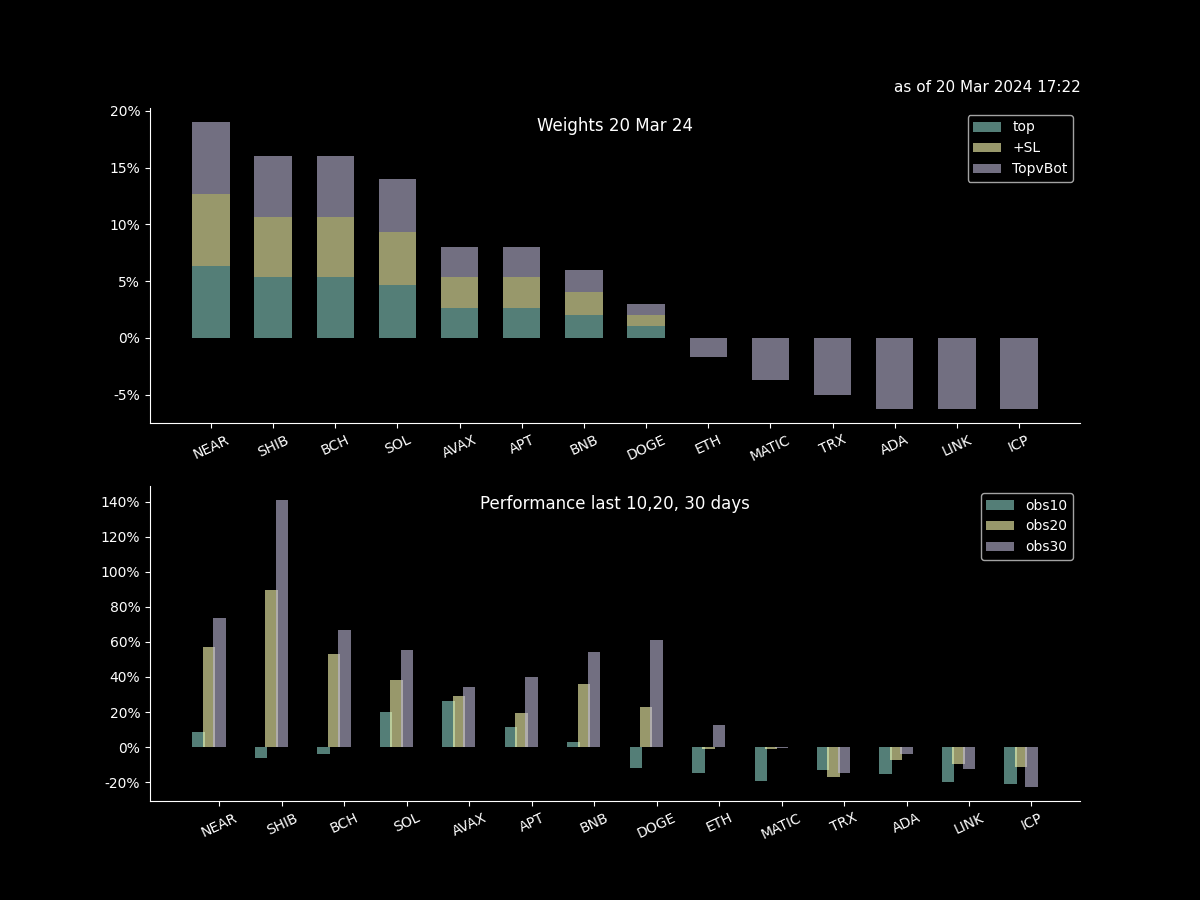 as of 20 Mar 2024 17:22
Weights 20 Mar 24
20%
15%
10%
5%
0%
-5%
top
+SL
TopvBot
NEAR SHIB BCH SOL AVAX APT BNB DOGE ETH MATIC TRX ADA LINK ICP
Performance last 10,20, 30 days
140%
120%
100%
80%
60%
40%
20%
0%
-20%
obs10
obs20
obs30
NEAR SHIB BCH SOL AVAX APT BNB DOGE ETH MATIC TRX ADA LINK ICP